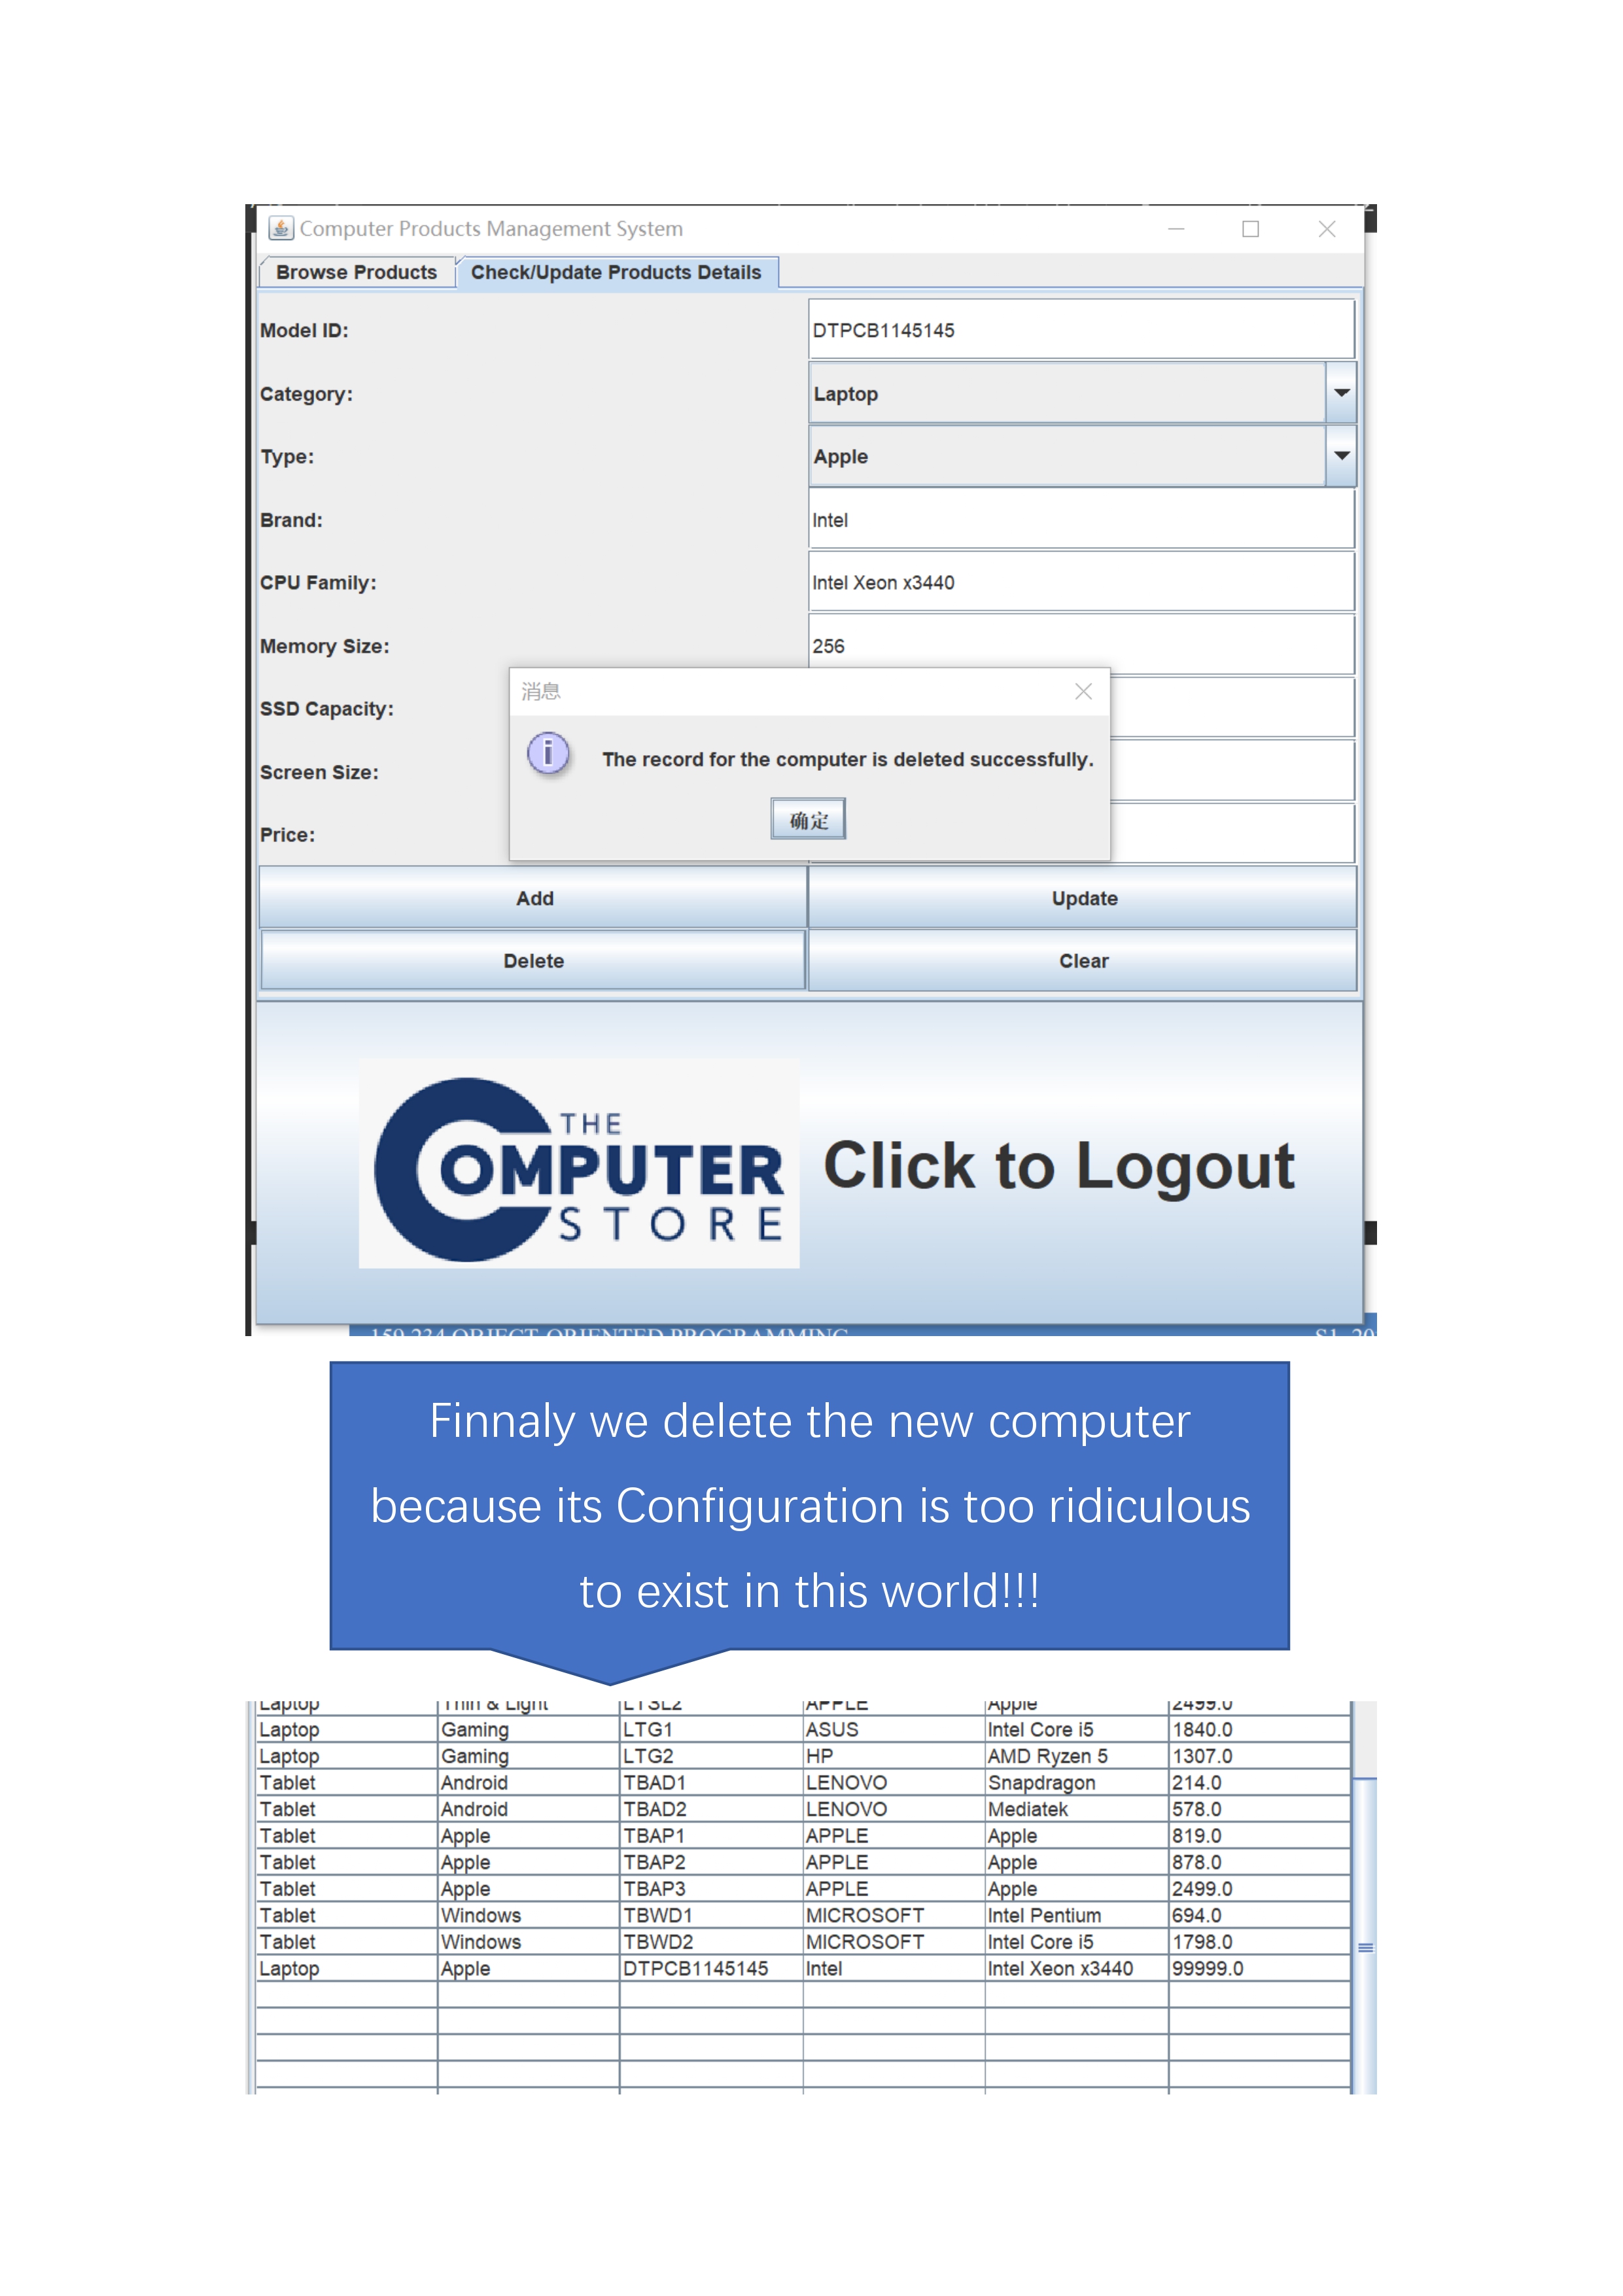 Computer Products Management System
Browse Products Check/Update Products Details
Model ID: DTPCB1145145
Category: Laptop
Type: Apple
Brand: Intel
CPU Family: Intel Xeon x3440
Memory Size: 256
消息
SSD Capacity:
The record for the computer is deleted successfully.
Screen Size:
确定
Price:
Add Update
Delete Clear
THE
COMPUTER
STORE
Click to Logout
159.234 OBJECT-ORIENTED PROGRAMMING S1, 20
Finnaly we delete the new computer
because its Configuration is too ridiculous
to exist in this world!!!
Laptop Thin & Light LTSL2 APPLE Apple 2499.0
Laptop Gaming LTG1 ASUS Intel Core i5 1840.0
Laptop Gaming LTG2 HP AMD Ryzen 5 1307.0
Tablet Android TBAD1 LENOVO Snapdragon 214.0
Tablet Android TBAD2 LENOVO Mediatek 578.0
Tablet Apple TBAP1 APPLE Apple 819.0
Tablet Apple TBAP2 APPLE Apple 878.0
Tablet Apple TBAP3 APPLE Apple 2499.0
Tablet Windows TBWD1 MICROSOFT Intel Pentium 694.0
Tablet Windows TBWD2 MICROSOFT Intel Core i5 1798.0
Laptop Apple DTPCB1145145 Intel Intel Xeon x3440 99999.0